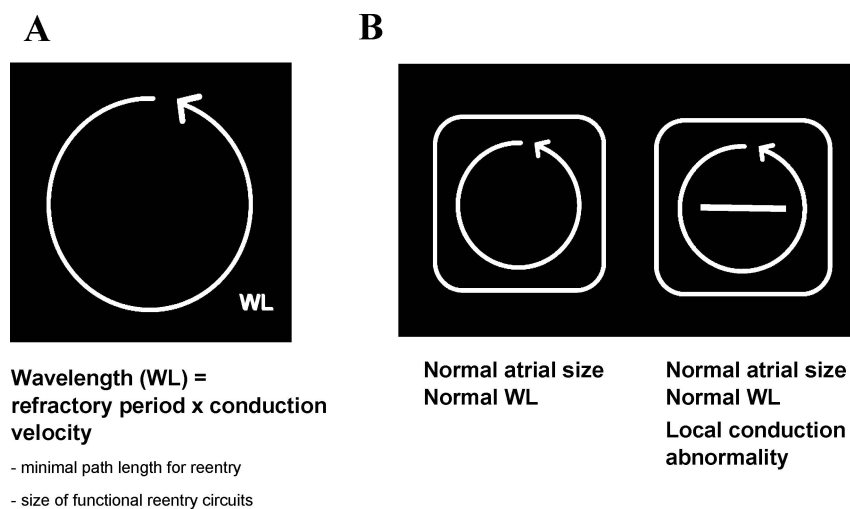 A
B
WL
Wavelength (WL) =
refractory period x conduction
velocity
- minimal path length for reentry
- size of functional reentry circuits
Normal atrial size
Normal WL
Normal atrial size
Normal WL
Local conduction
abnormality